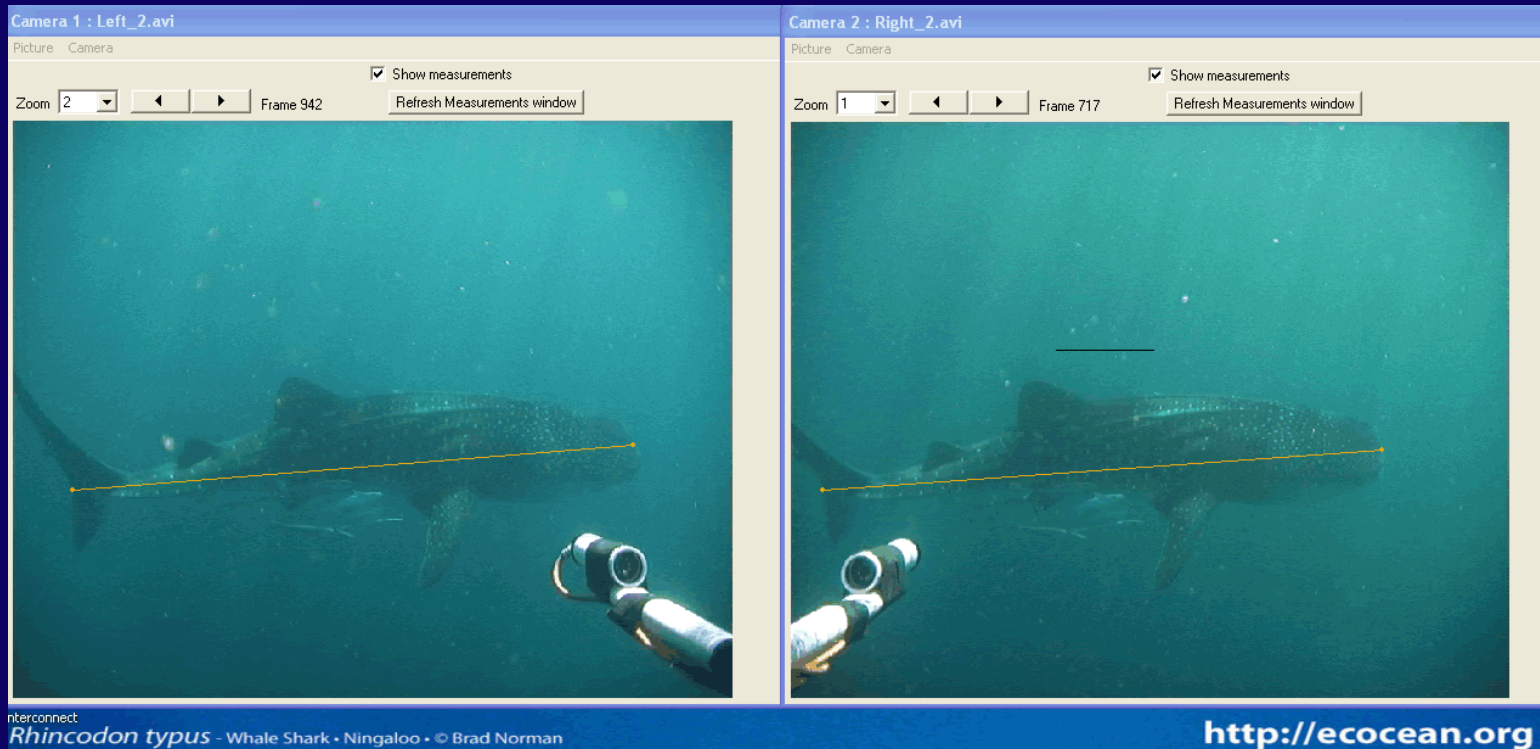 Camera 1 : Left_2.avi
Picture Camera
Show measurements
Zoom 2 Frame 942 Refresh Measurements window
Camera 2 : Right_2.avi
Picture Camera
Show measurements
Zoom 1 Frame 717 Refresh Measurements window
nterconnect
Rhincodon typus - Whale Shark • Ningaloo • © Brad Norman
http://ecocean.org